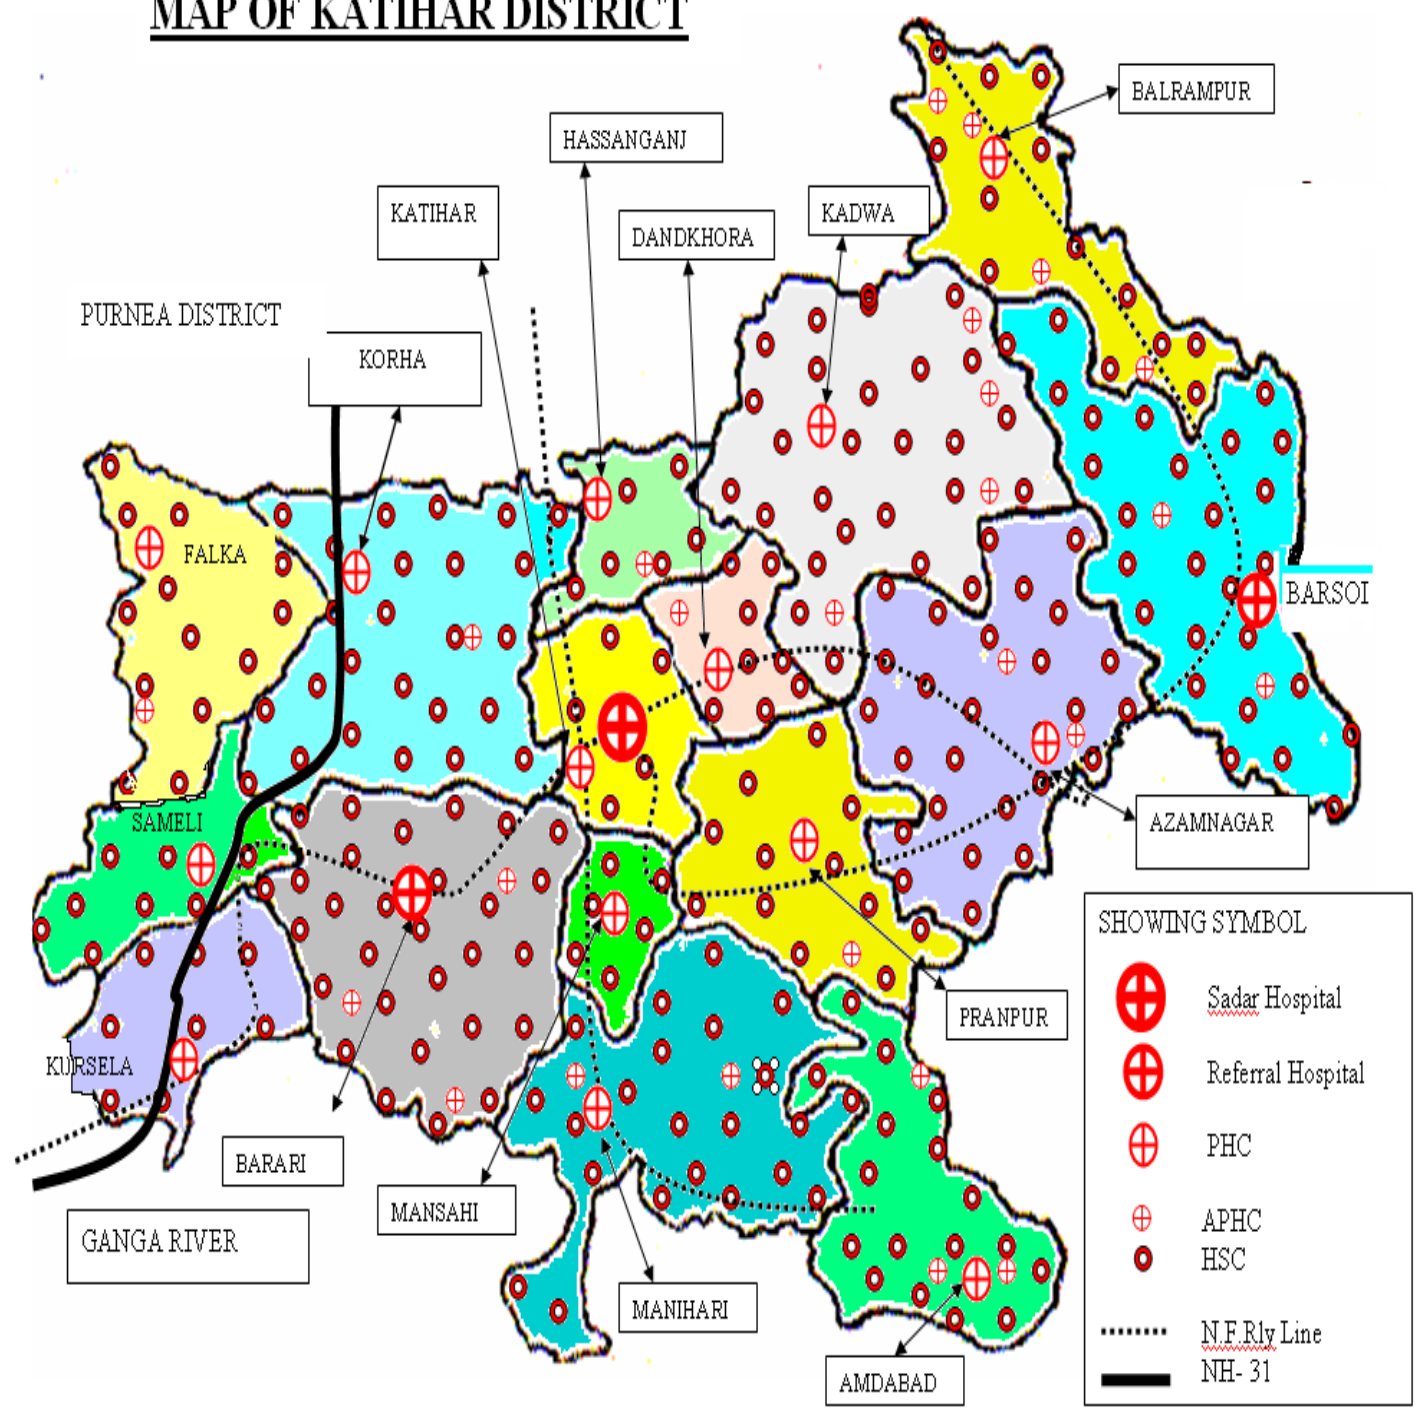 MAP OF KATIHAR DISTRICT
BALRAMPUR
HASSANGANJ
KATIHAR
KADWA
DANDKHORA
PURNEA DISTRICT
KORHA
FALKA
BARSOI
SAMELI
AZAMNAGAR
PRANPUR
KURSELA
BARARI
MANSAHI
GANGA RIVER
MANIHARI
AMDABAD
SHOWING SYMBOL
Sadar Hospital
Referral Hospital
PHC
APHC
HSC
N.F.Rly Line
NH- 31